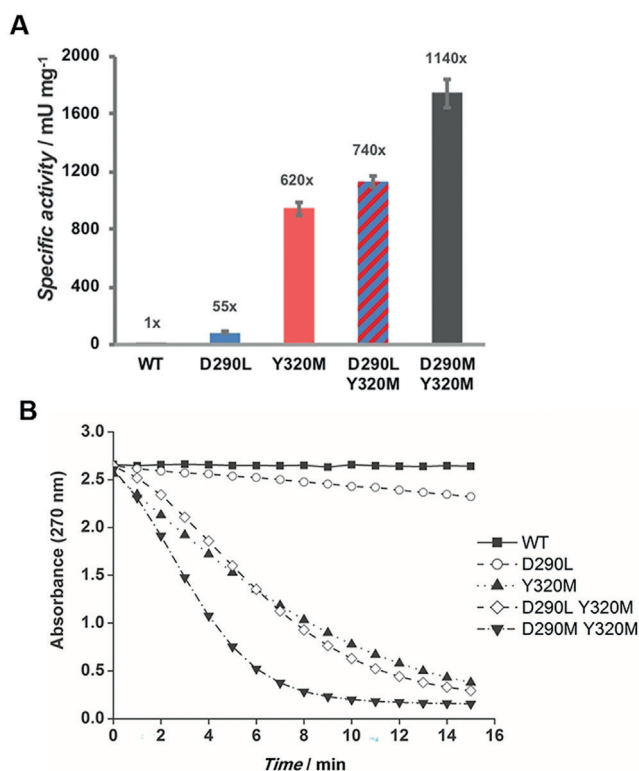 A
Specific activity / mU mg⁻¹
2000
1600
1200
800
400
0
1x
55x
620x
740x
1140x
WT
D290L
Y320M
D290L
Y320M
D290M
Y320M
B
Absorbance (270 nm)
3.0
2.5
2.0
1.5
1.0
0.5
0.0
0 2 4 6 8 10 12 14 16
Time / min
WT
D290L
Y320M
D290L Y320M
D290M Y320M